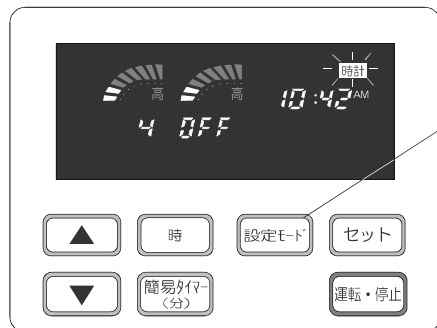 時計
高 高 10:42AM
4 OFF
▲ 時 設定モード セット
▼ 簡易タイマー
(分)
運転・停止